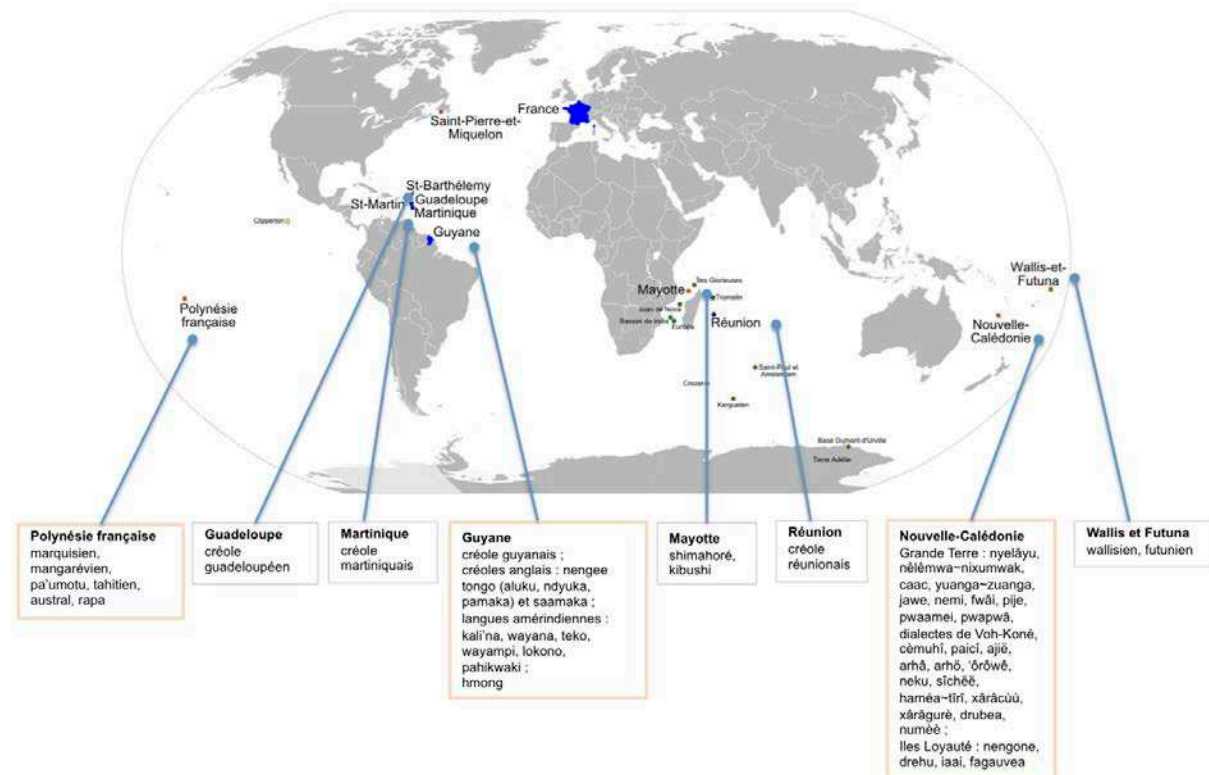 France
Saint-Pierre-et-
Miquelon
St-Barthélemy
St-Martin
Guadeloupe
Martinique
Clipperton
Guyane
Îles Glorieuses
Mayotte
Tromelin
Juan de Nova
Bassas da India
Europa
Réunion
Wallis-et-
Futuna
Polynésie
française
Nouvelle-
Calédonie
Saint-Paul et
Amsterdam
Crozet
Kerguelen
Base Dumont d'Urville
Terre Adélie
Polynésie française
marquisien,
mangarévien,
pa'umotu, tahitien,
austral, rapa
Guadeloupe
créole
guadeloupéen
Martinique
créole
martiniquais
Guyane
créole guyanais ;
créoles anglais : nengee
tongo (aluku, ndyuka,
pamaka) et saamaka ;
langues amérindiennes :
kali'na, wayana, teko,
wayampi, lokono,
pahikwaki ;
hmong
Mayotte
shimahoré,
kibushi
Réunion
créole
réunionais
Nouvelle-Calédonie
Grande Terre : nyelâyu,
nêlêmwa~nixumwak,
caac, yuanga~zuanga,
jawe, nemi, fwâi, pije,
pwaamei, pwapwâ,
dialectes de Voh-Koné,
cèmuhî, paicî, ajië,
arhâ, arhö, 'ôrôwê,
neku, sîchëë,
haméa~tîrî, xârâcùù,
xârâgurè, drubea,
numèè ;
Iles Loyauté : nengone,
drehu, iaai, fagauvea
Wallis et Futuna
wallisien, futunien